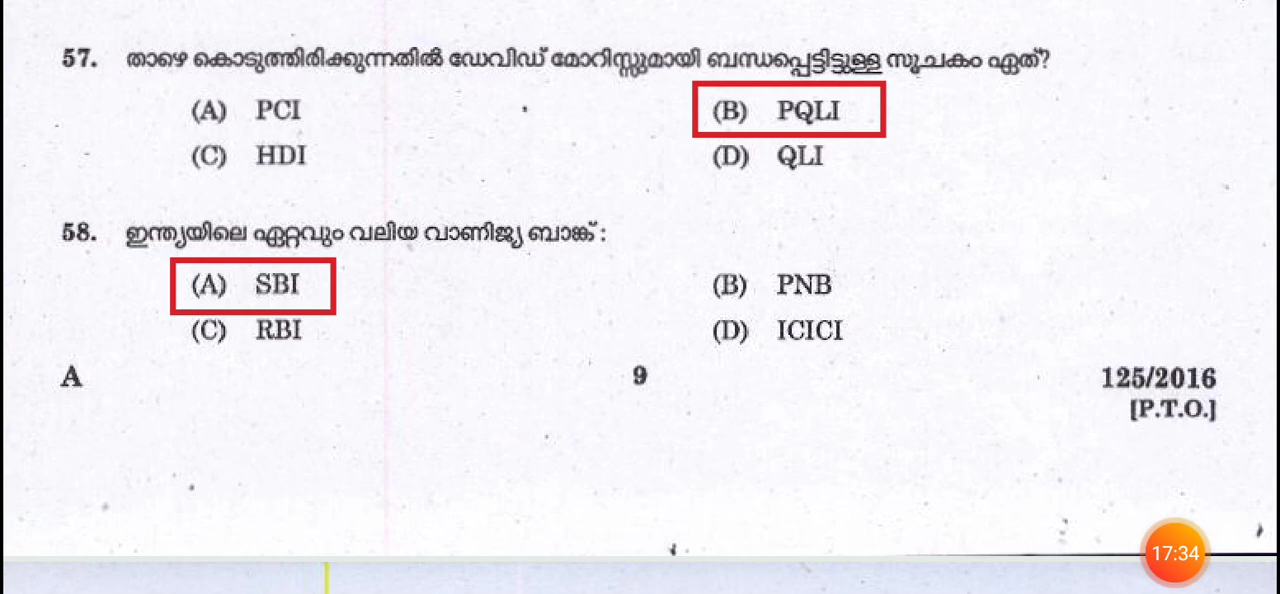 57. താഴെ കൊടുത്തിരിക്കുന്നതിൽ ഡേവിഡ് മോറിസ്സുമായി ബന്ധപ്പെട്ടിട്ടുള്ള സൂചകം ഏത്?
(A) PCI (B) PQLI
(C) HDI (D) QLI
58. ഇന്ത്യയിലെ ഏറ്റവും വലിയ വാണിജ്യ ബാങ്ക് :
(A) SBI (B) PNB
(C) RBI (D) ICICI
A 9 125/2016
[P.T.O.]
17:34